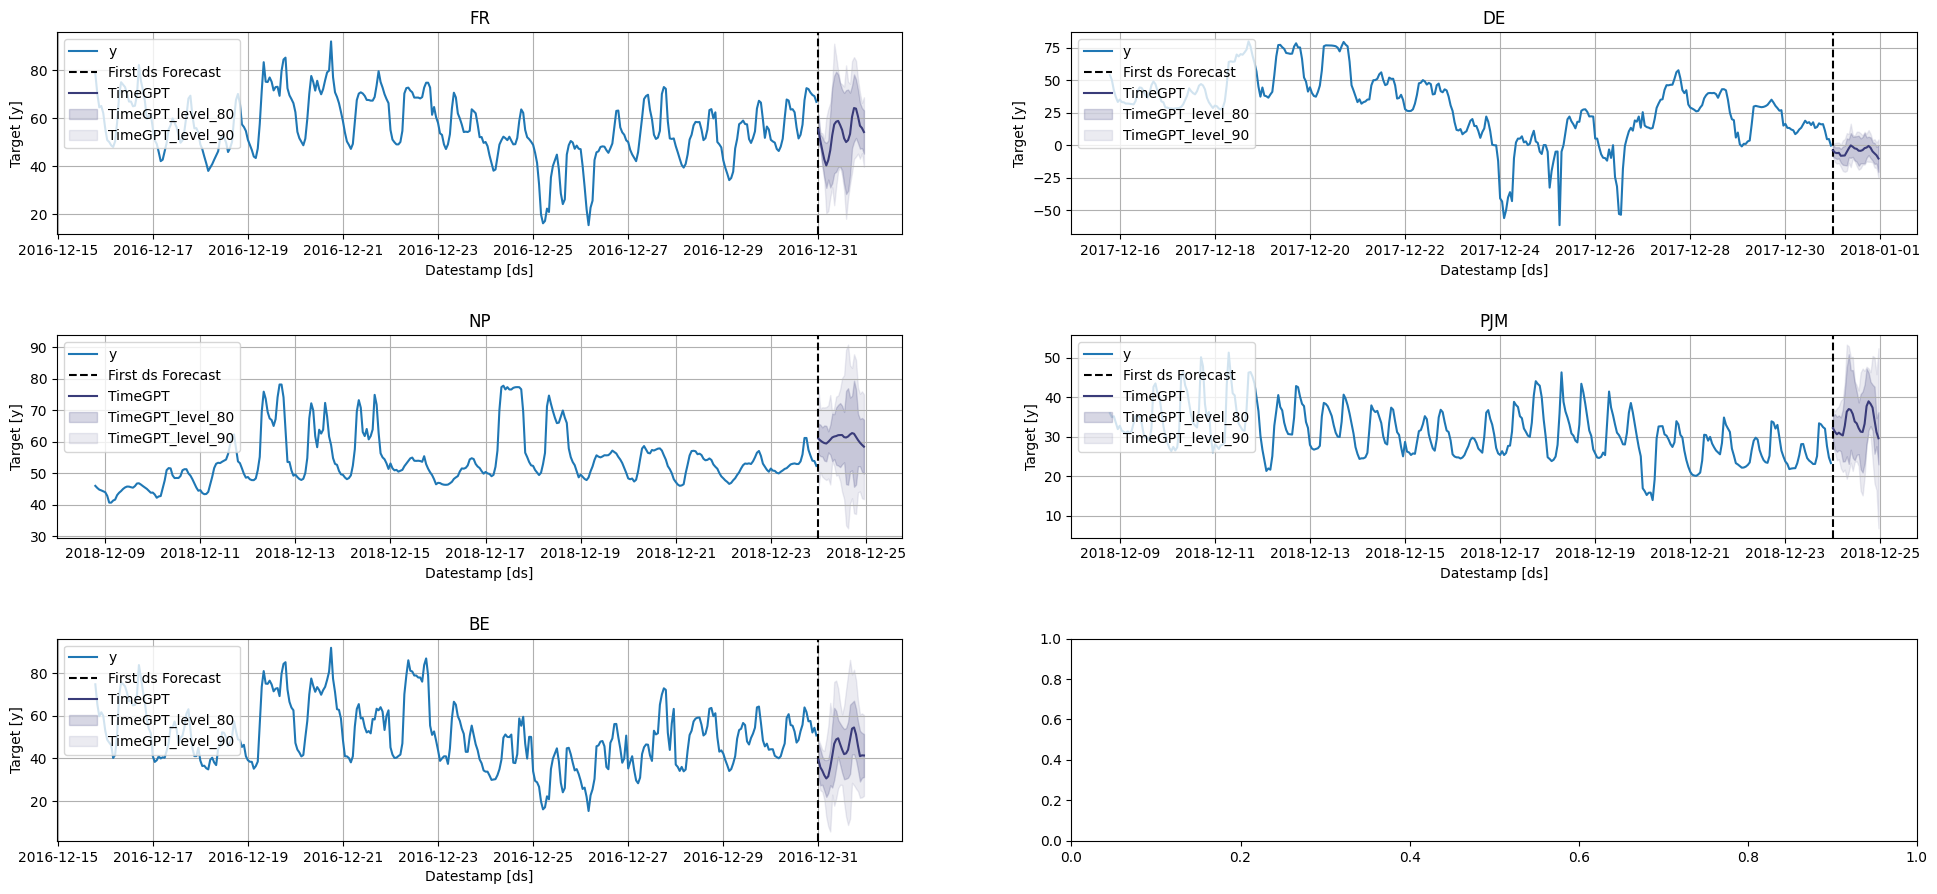 FR
Target [y]
80
60
40
20
y
First ds Forecast
TimeGPT
TimeGPT_level_80
TimeGPT_level_90
2016-12-15 2016-12-17 2016-12-19 2016-12-21 2016-12-23 2016-12-25 2016-12-27 2016-12-29 2016-12-31
Datestamp [ds]
DE
Target [y]
75
50
25
0
−25
−50
y
First ds Forecast
TimeGPT
TimeGPT_level_80
TimeGPT_level_90
2017-12-16 2017-12-18 2017-12-20 2017-12-22 2017-12-24 2017-12-26 2017-12-28 2017-12-30 2018-01-01
Datestamp [ds]
NP
Target [y]
90
80
70
60
50
40
30
y
First ds Forecast
TimeGPT
TimeGPT_level_80
TimeGPT_level_90
2018-12-09 2018-12-11 2018-12-13 2018-12-15 2018-12-17 2018-12-19 2018-12-21 2018-12-23 2018-12-25
Datestamp [ds]
PJM
Target [y]
50
40
30
20
10
y
First ds Forecast
TimeGPT
TimeGPT_level_80
TimeGPT_level_90
2018-12-09 2018-12-11 2018-12-13 2018-12-15 2018-12-17 2018-12-19 2018-12-21 2018-12-23 2018-12-25
Datestamp [ds]
BE
Target [y]
80
60
40
20
y
First ds Forecast
TimeGPT
TimeGPT_level_80
TimeGPT_level_90
2016-12-15 2016-12-17 2016-12-19 2016-12-21 2016-12-23 2016-12-25 2016-12-27 2016-12-29 2016-12-31
Datestamp [ds]
1.0
0.8
0.6
0.4
0.2
0.0
0.0 0.2 0.4 0.6 0.8 1.0